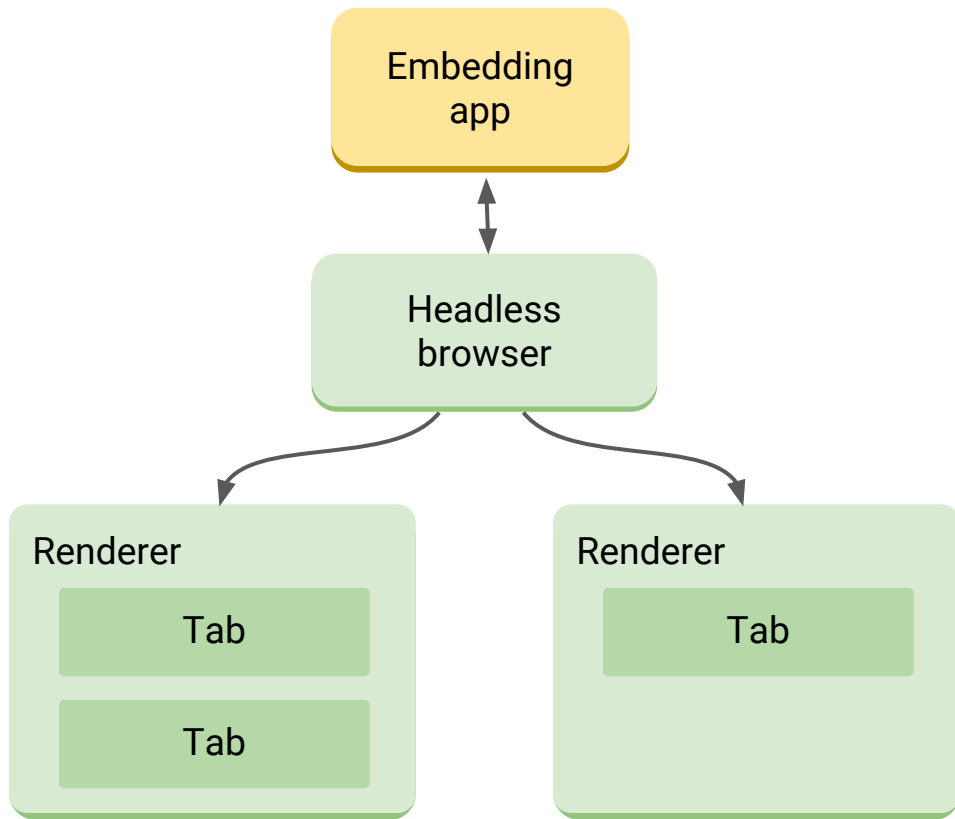 Embedding
app
Headless
browser
Renderer
Tab
Tab
Renderer
Tab